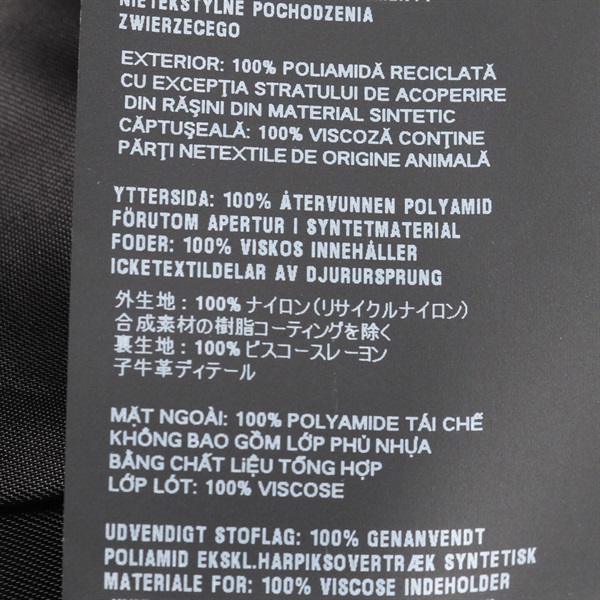 NIETEKSTYLNE POCHODZENIA
ZWIERZECEGO
EXTERIOR: 100% POLIAMIDĂ RECICLATĂ
CU EXCEPȚIA STRATULUI DE ACOPERIRE
DIN RĂȘINI DIN MATERIAL SINTETIC
CĂPTUȘEALĂ: 100% VISCOZĂ CONȚINE
PĂRȚI NETEXTILE DE ORIGINE ANIMALĂ
YTTERSIDA: 100% ÅTERVUNNEN POLYAMID
FÖRUTOM APERTUR I SYNTETMATERIAL
FODER: 100% VISKOS INNEHÅLLER
ICKETEXTILDELAR AV DJURURSPRUNG
外生地：100% ナイロン(リサイクルナイロン)
合成素材の樹脂コーティングを除く
裏生地：100% ビスコースレーヨン
子牛革ディテール
MẶT NGOÀI: 100% POLYAMIDE TÁI CHẾ
KHÔNG BAO GỒM LỚP PHỦ NHỰA
BẰNG CHẤT LIỆU TỔNG HỢP
LỚP LÓT: 100% VISCOSE
UDVENDIGT STOFLAG: 100% GENANVENDT
POLIAMID EKSKL.HARPIKSOVERTRÆK SYNTETISK
MATERIALE FOR: 100% VISCOSE INDEHOLDER